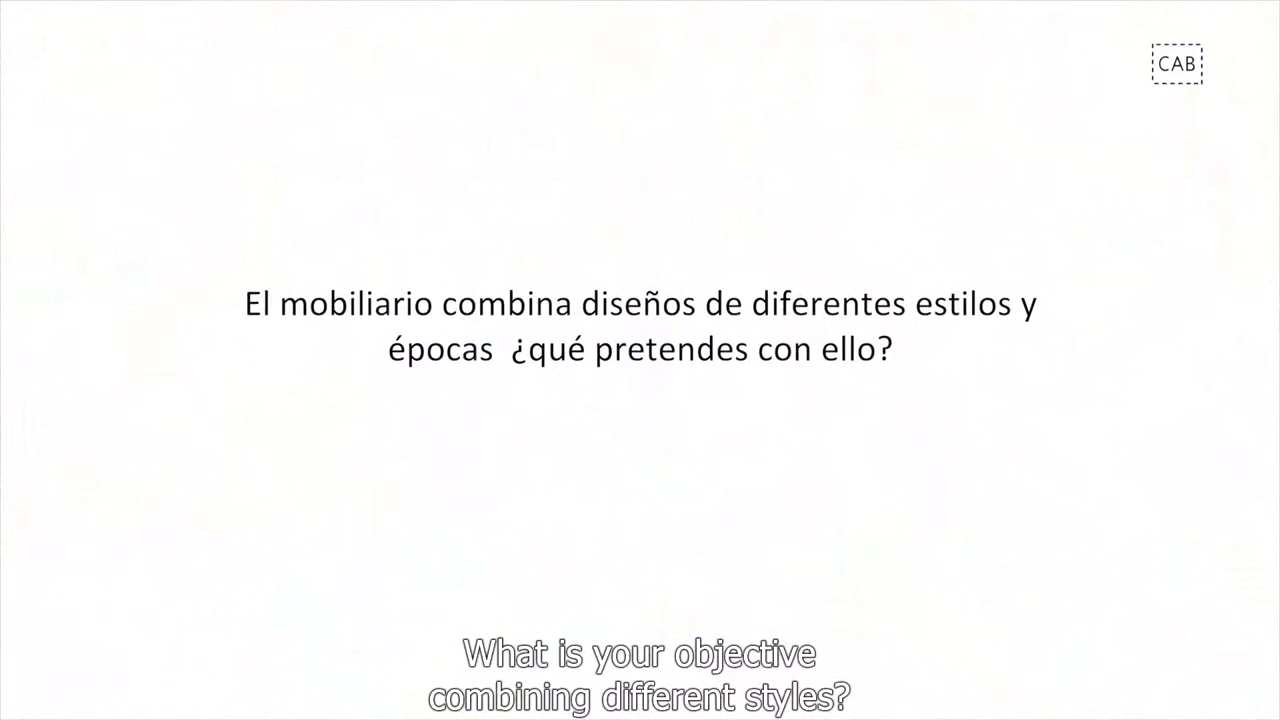 CAB
El mobiliario combina diseños de diferentes estilos y
épocas  ¿qué pretendes con ello?
What is your objective
combining different styles?